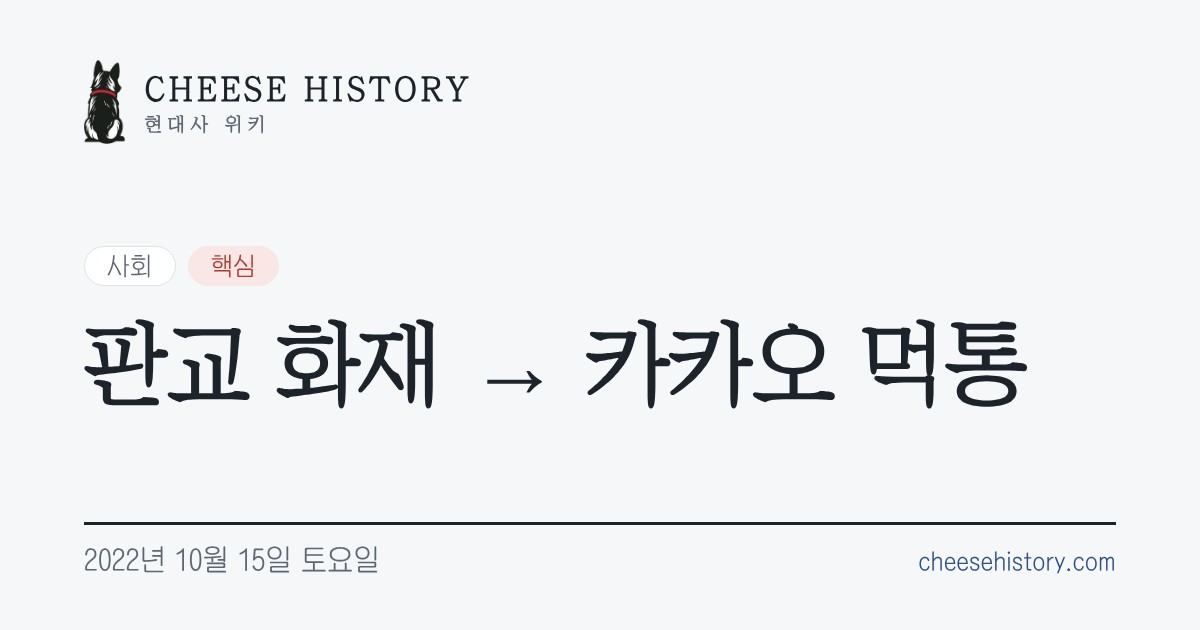 CHEESE HISTORY
현대사 위키
사회 핵심
판교 화재 → 카카오 먹통
2022년 10월 15일 토요일
cheesehistory.com